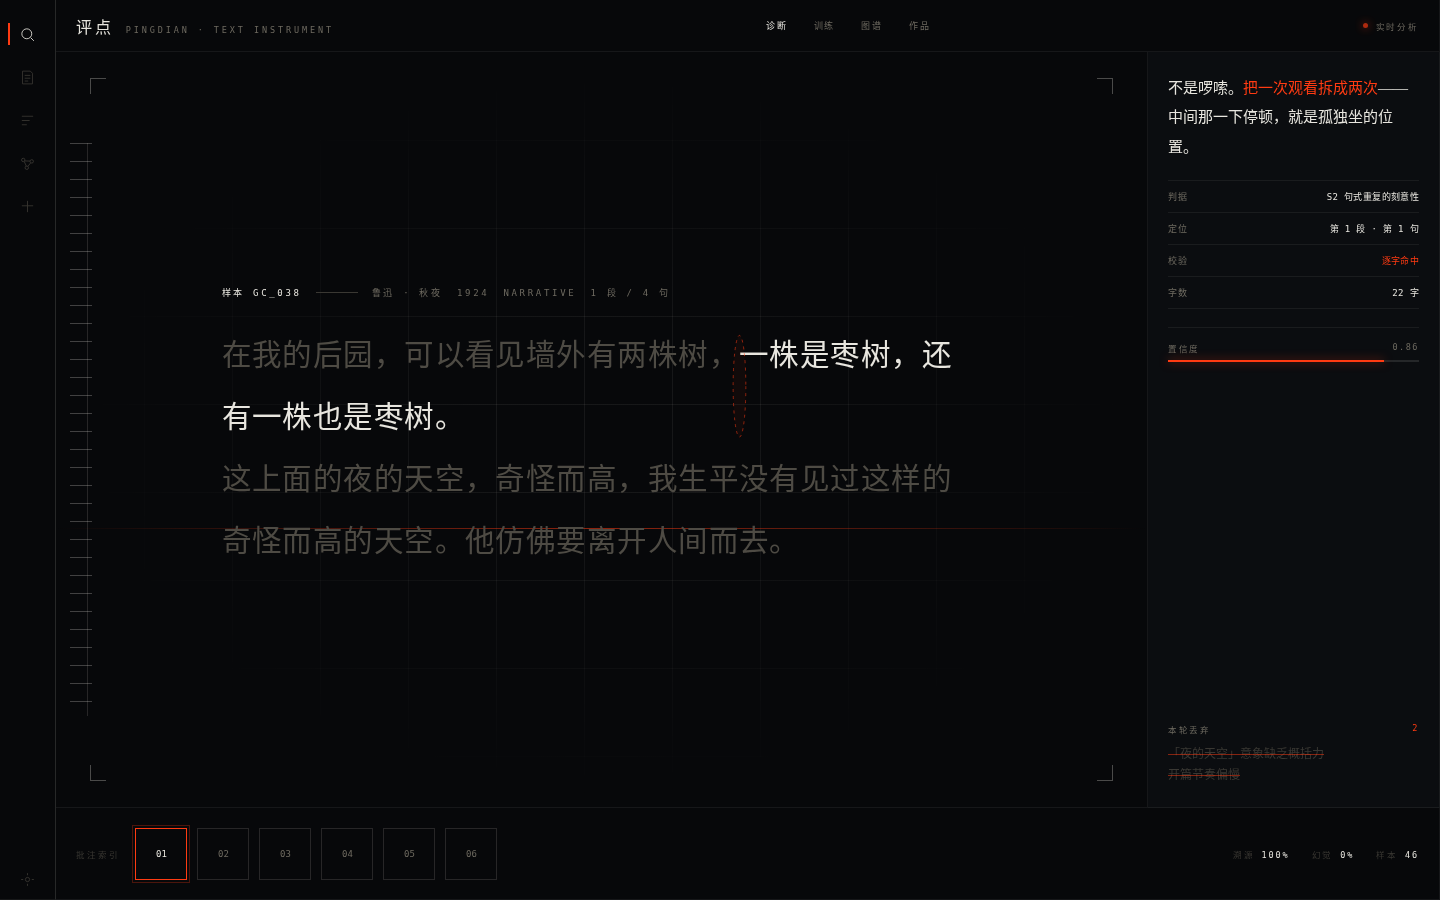 评点 PINGDIAN · TEXT INSTRUMENT
诊断 训练 图谱 作品
实时分析
样本 GC_038 鲁迅 · 秋夜 1924 NARRATIVE 1 段 / 4 句
在我的后园，可以看见墙外有两株树，一株是枣树，还
有一株也是枣树。
这上面的夜的天空，奇怪而高，我生平没有见过这样的
奇怪而高的天空。他仿佛要离开人间而去。
不是啰嗦。把一次观看拆成两次——
中间那一下停顿，就是孤独坐的位
置。
判据 S2 句式重复的刻意性
定位 第 1 段 · 第 1 句
校验 逐字命中
字数 22 字
置信度 0.86
本轮丢弃 2
「夜的天空」意象缺乏概括力
开篇节奏偏慢
批注索引 01 02 03 04 05 06
溯源 100% 幻觉 0% 样本 46